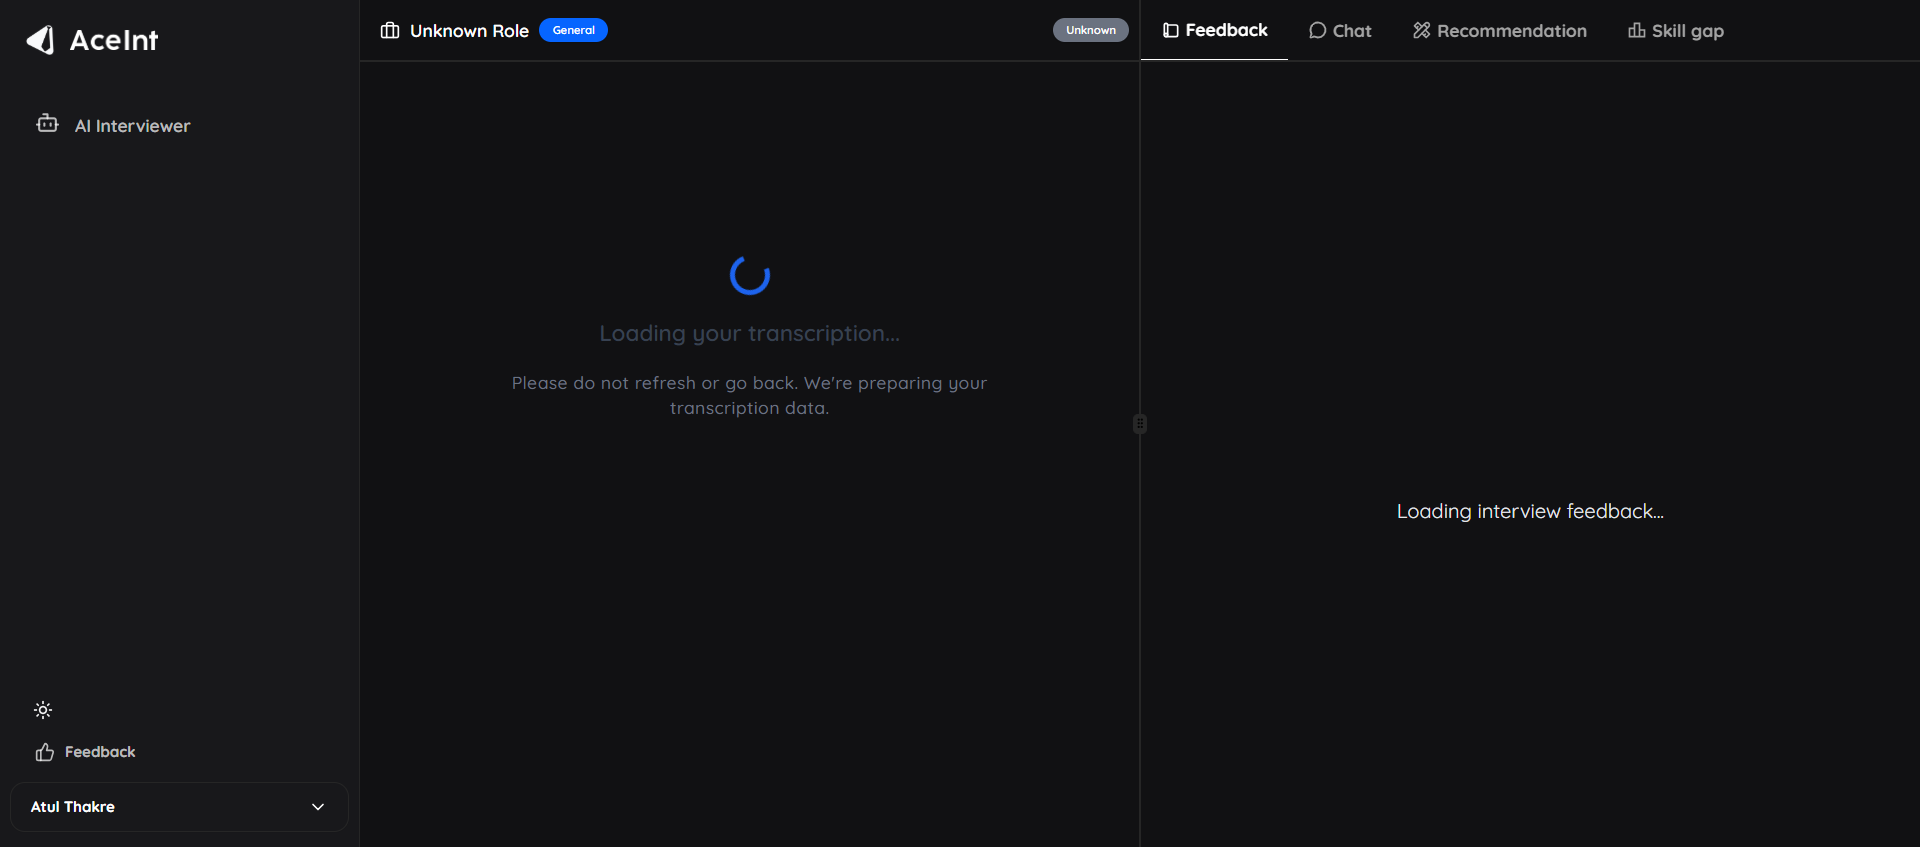 AceInt
AI Interviewer
Feedback
Atul Thakre
Unknown Role
General
Unknown
Loading your transcription...
Please do not refresh or go back. We're preparing your
transcription data.
Feedback
Chat
Recommendation
Skill gap
Loading interview feedback...